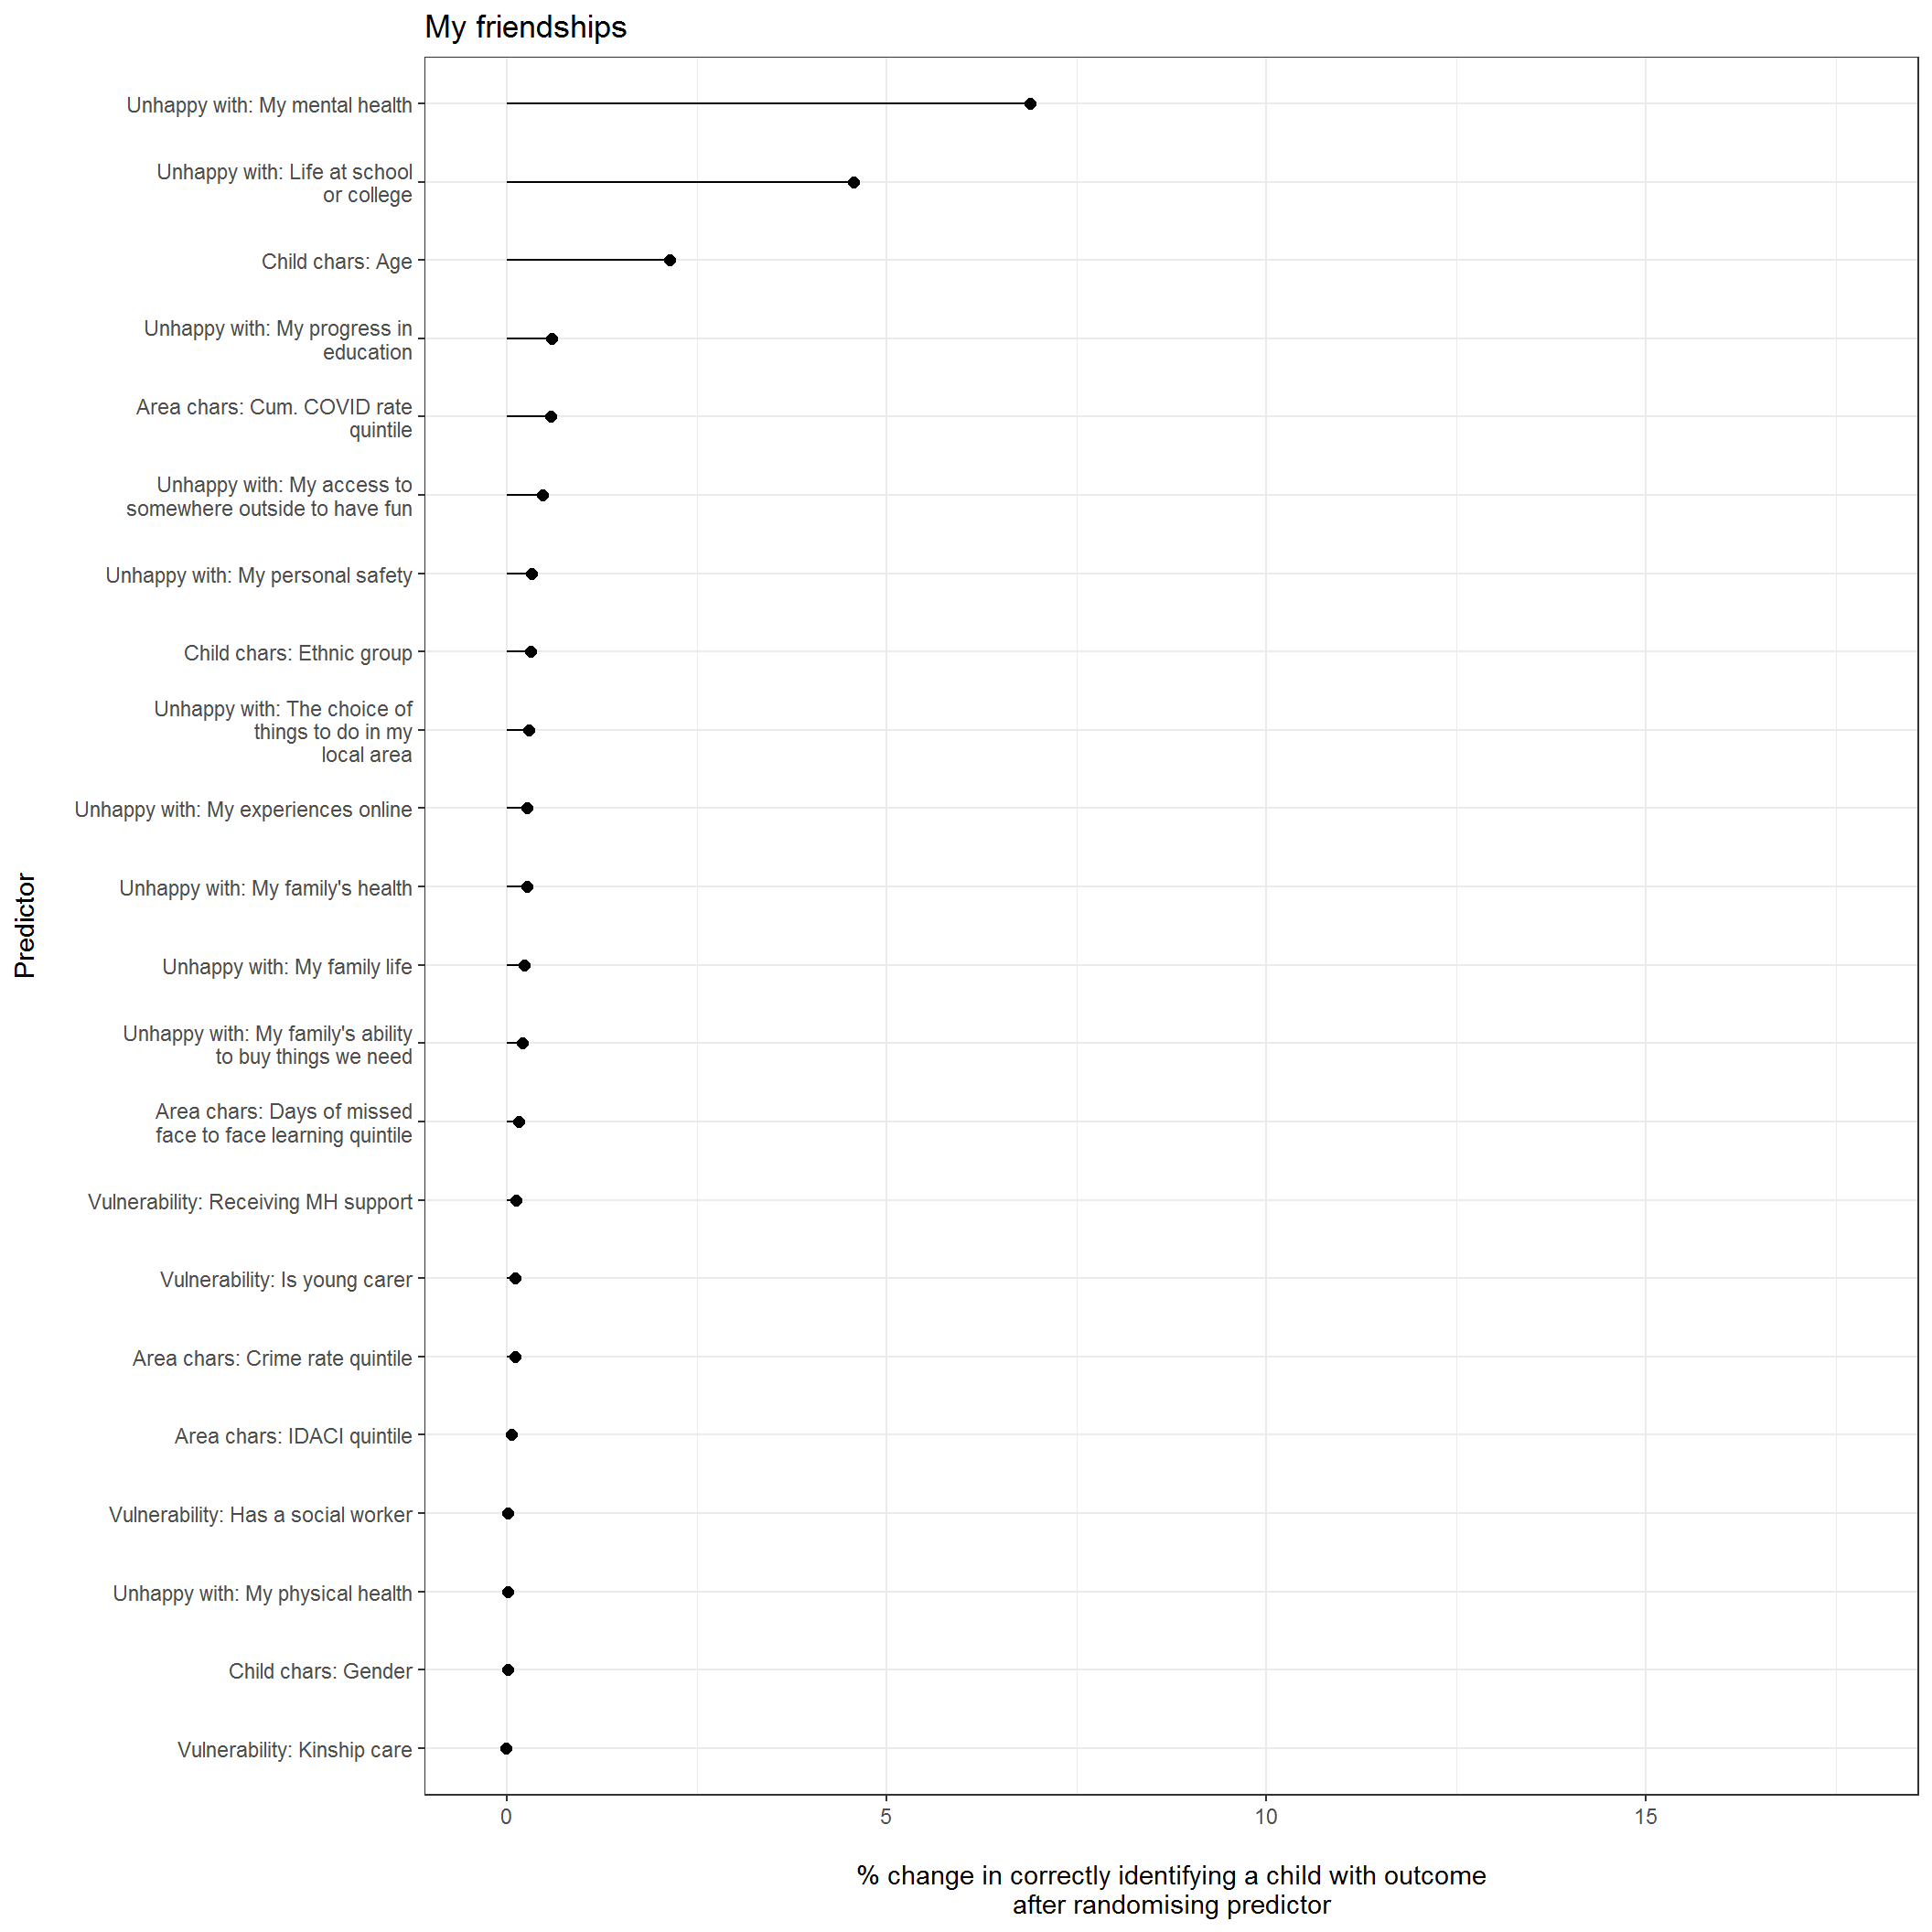 My friendships
Unhappy with: My mental health
Unhappy with: Life at school
or college
Child chars: Age
Unhappy with: My progress in
education
Area chars: Cum. COVID rate
quintile
Unhappy with: My access to
somewhere outside to have fun
Unhappy with: My personal safety
Child chars: Ethnic group
Unhappy with: The choice of
things to do in my
local area
Unhappy with: My experiences online
Unhappy with: My family's health
Unhappy with: My family life
Unhappy with: My family's ability
to buy things we need
Area chars: Days of missed
face to face learning quintile
Vulnerability: Receiving MH support
Vulnerability: Is young carer
Area chars: Crime rate quintile
Area chars: IDACI quintile
Vulnerability: Has a social worker
Unhappy with: My physical health
Child chars: Gender
Vulnerability: Kinship care
Predictor
0 5 10 15
% change in correctly identifying a child with outcome
after randomising predictor